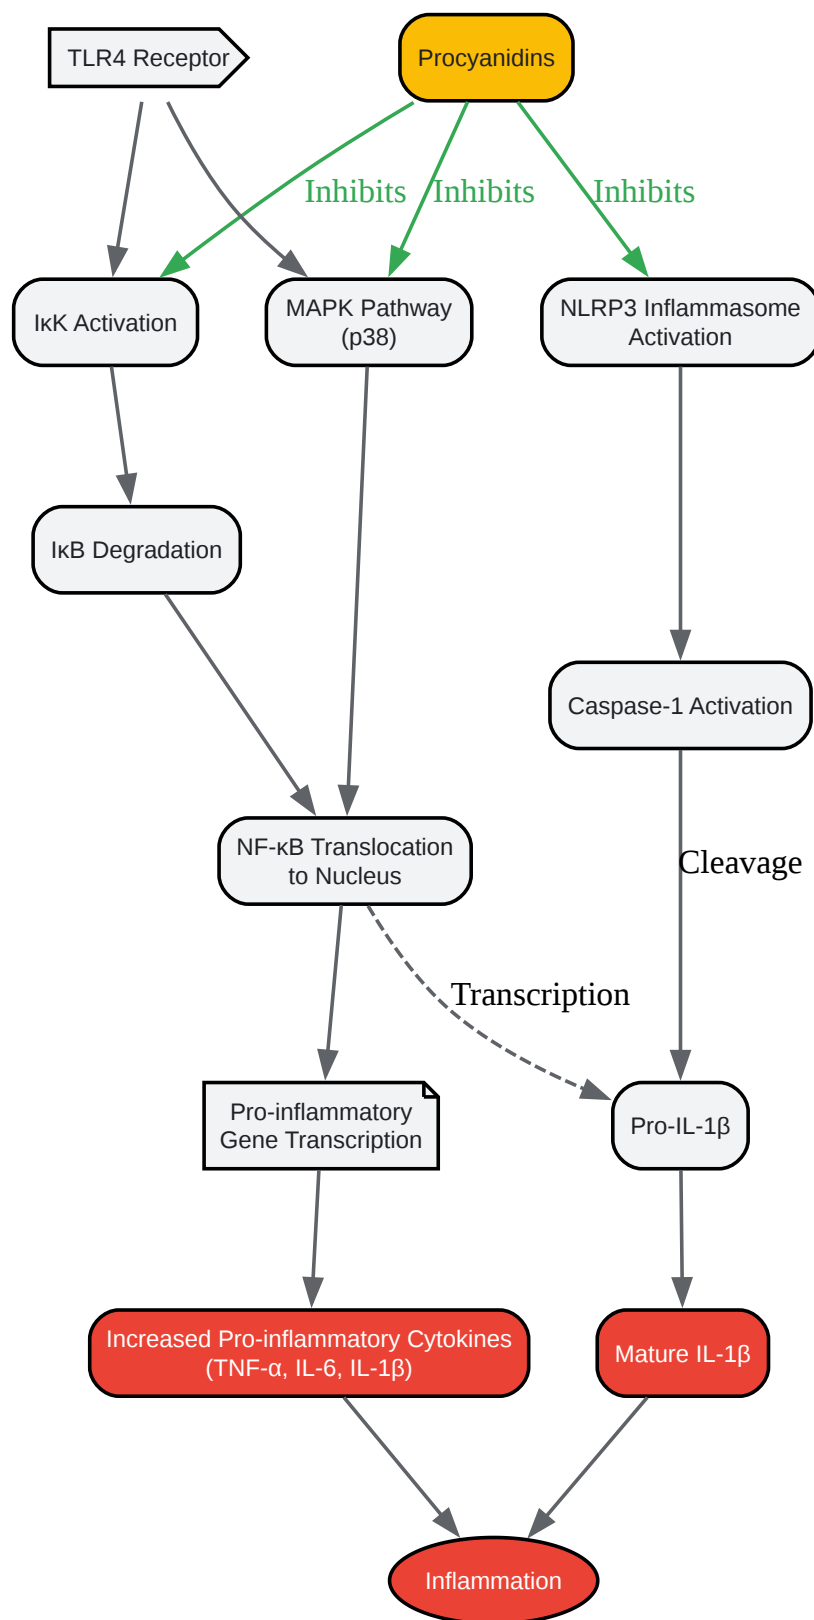 TLR4 Receptor
Procyanidins
Inhibits
Inhibits
Inhibits
IκK Activation
MAPK Pathway
(p38)
NLRP3 Inflammasome
Activation
IκB Degradation
Caspase-1 Activation
NF-κB Translocation
to Nucleus
Cleavage
Transcription
Pro-inflammatory
Gene Transcription
Pro-IL-1β
Increased Pro-inflammatory Cytokines
(TNF-α, IL-6, IL-1β)
Mature IL-1β
Inflammation